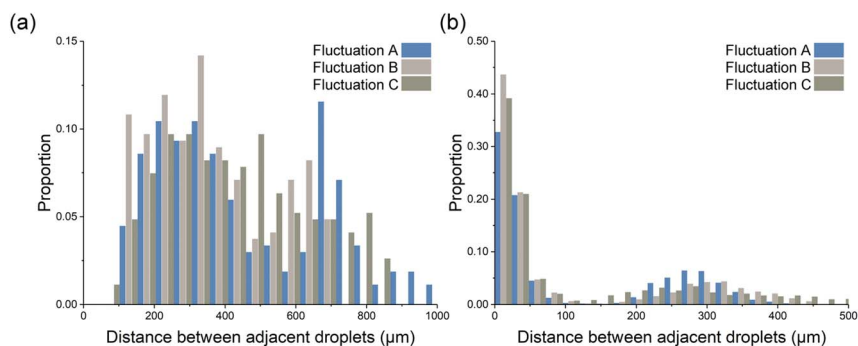 (a)
0.15
0.10
0.05
0.00
Proportion
Fluctuation A
Fluctuation B
Fluctuation C
0 200 400 600 800 1000
Distance between adjacent droplets (µm)
(b)
0.50
0.40
0.30
0.20
0.10
0.00
Proportion
Fluctuation A
Fluctuation B
Fluctuation C
0 100 200 300 400 500
Distance between adjacent droplets (µm)